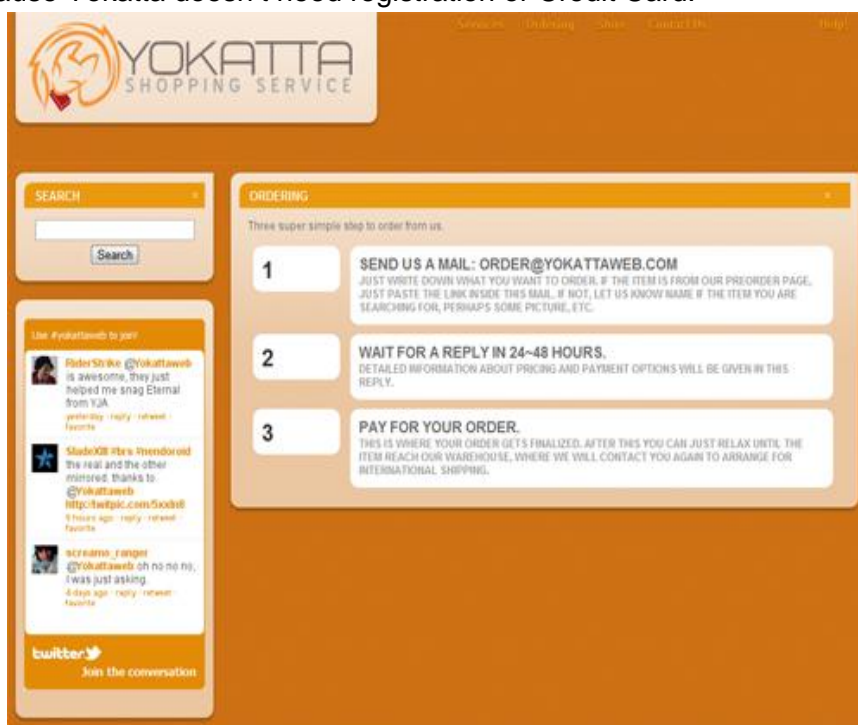 ause Yokatta doesn't need registration or Credit Card.
YOKATTA
SHOPPING SERVICE
Services Ordering Store Contact Us Help!
SEARCH
Search
Use #yokattaweb to join!
RiderStrike @Yokattaweb
is awesome, they just
helped me snag Eternal
from YJA
yesterday · reply · retweet ·
favorite
SladeXIII #brs #nendoroid
the real and the other
mirrored. thanks to
@Yokattaweb
9 hours ago · reply · retweet ·
favorite
screamo_ranger
@Yokattaweb oh no no no,
I was just asking.
4 days ago · reply · retweet ·
favorite
twitter
Join the conversation
ORDERING
Three super simple step to order from us.
1
SEND US A MAIL: ORDER@YOKATTAWEB.COM
JUST WRITE DOWN WHAT YOU WANT TO ORDER. IF THE ITEM IS FROM OUR PREORDER PAGE,
JUST PASTE THE LINK INSIDE THIS MAIL, IF NOT, LET US KNOW NAME IF THE ITEM YOU ARE
SEARCHING FOR, PERHAPS SOME PICTURE, ETC.
2
WAIT FOR A REPLY IN 24~48 HOURS.
DETAILED INFORMATION ABOUT PRICING AND PAYMENT OPTIONS WILL BE GIVEN IN THIS
REPLY.
3
PAY FOR YOUR ORDER.
THIS IS WHERE YOUR ORDER GETS FINALIZED. AFTER THIS YOU CAN JUST RELAX UNTIL THE
ITEM REACH OUR WAREHOUSE, WHERE WE WILL CONTACT YOU AGAIN TO ARRANGE FOR
INTERNATIONAL SHIPPING.